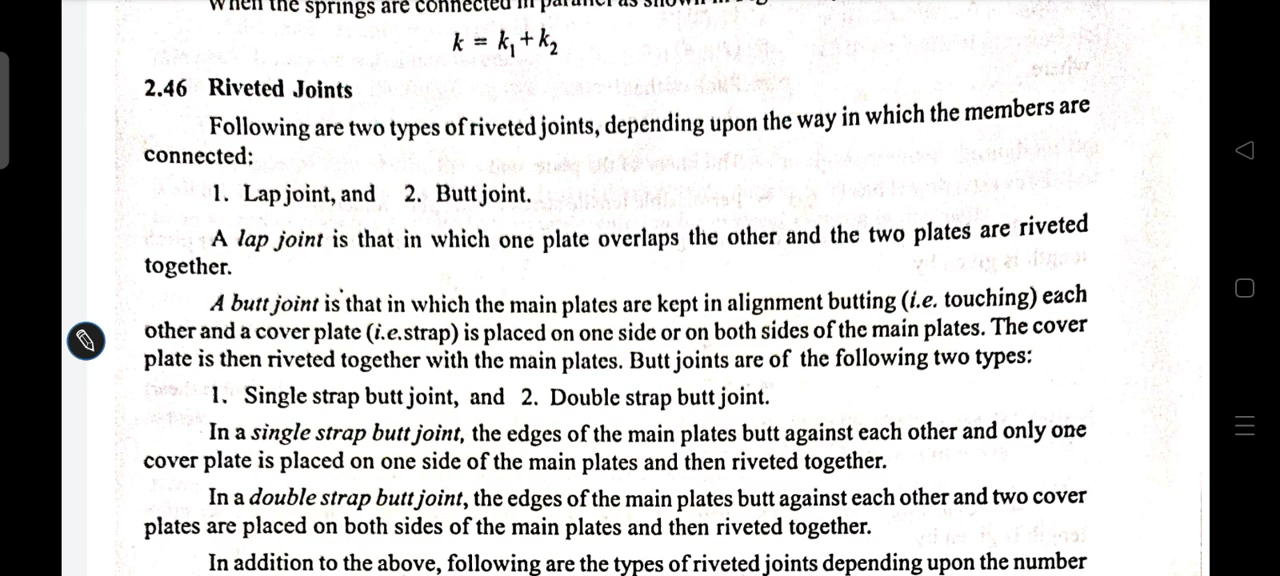 When the springs are connected in parallel as shown in
k = k₁ + k₂
2.46 Riveted Joints
Following are two types of riveted joints, depending upon the way in which the members are
connected:
1. Lap joint, and 2. Butt joint.
A lap joint is that in which one plate overlaps the other and the two plates are riveted
together.
A butt joint is that in which the main plates are kept in alignment butting (i.e. touching) each
other and a cover plate (i.e.strap) is placed on one side or on both sides of the main plates. The cover
plate is then riveted together with the main plates. Butt joints are of the following two types:
1. Single strap butt joint, and 2. Double strap butt joint.
In a single strap butt joint, the edges of the main plates butt against each other and only one
cover plate is placed on one side of the main plates and then riveted together.
In a double strap butt joint, the edges of the main plates butt against each other and two cover
plates are placed on both sides of the main plates and then riveted together.
In addition to the above, following are the types of riveted joints depending upon the number